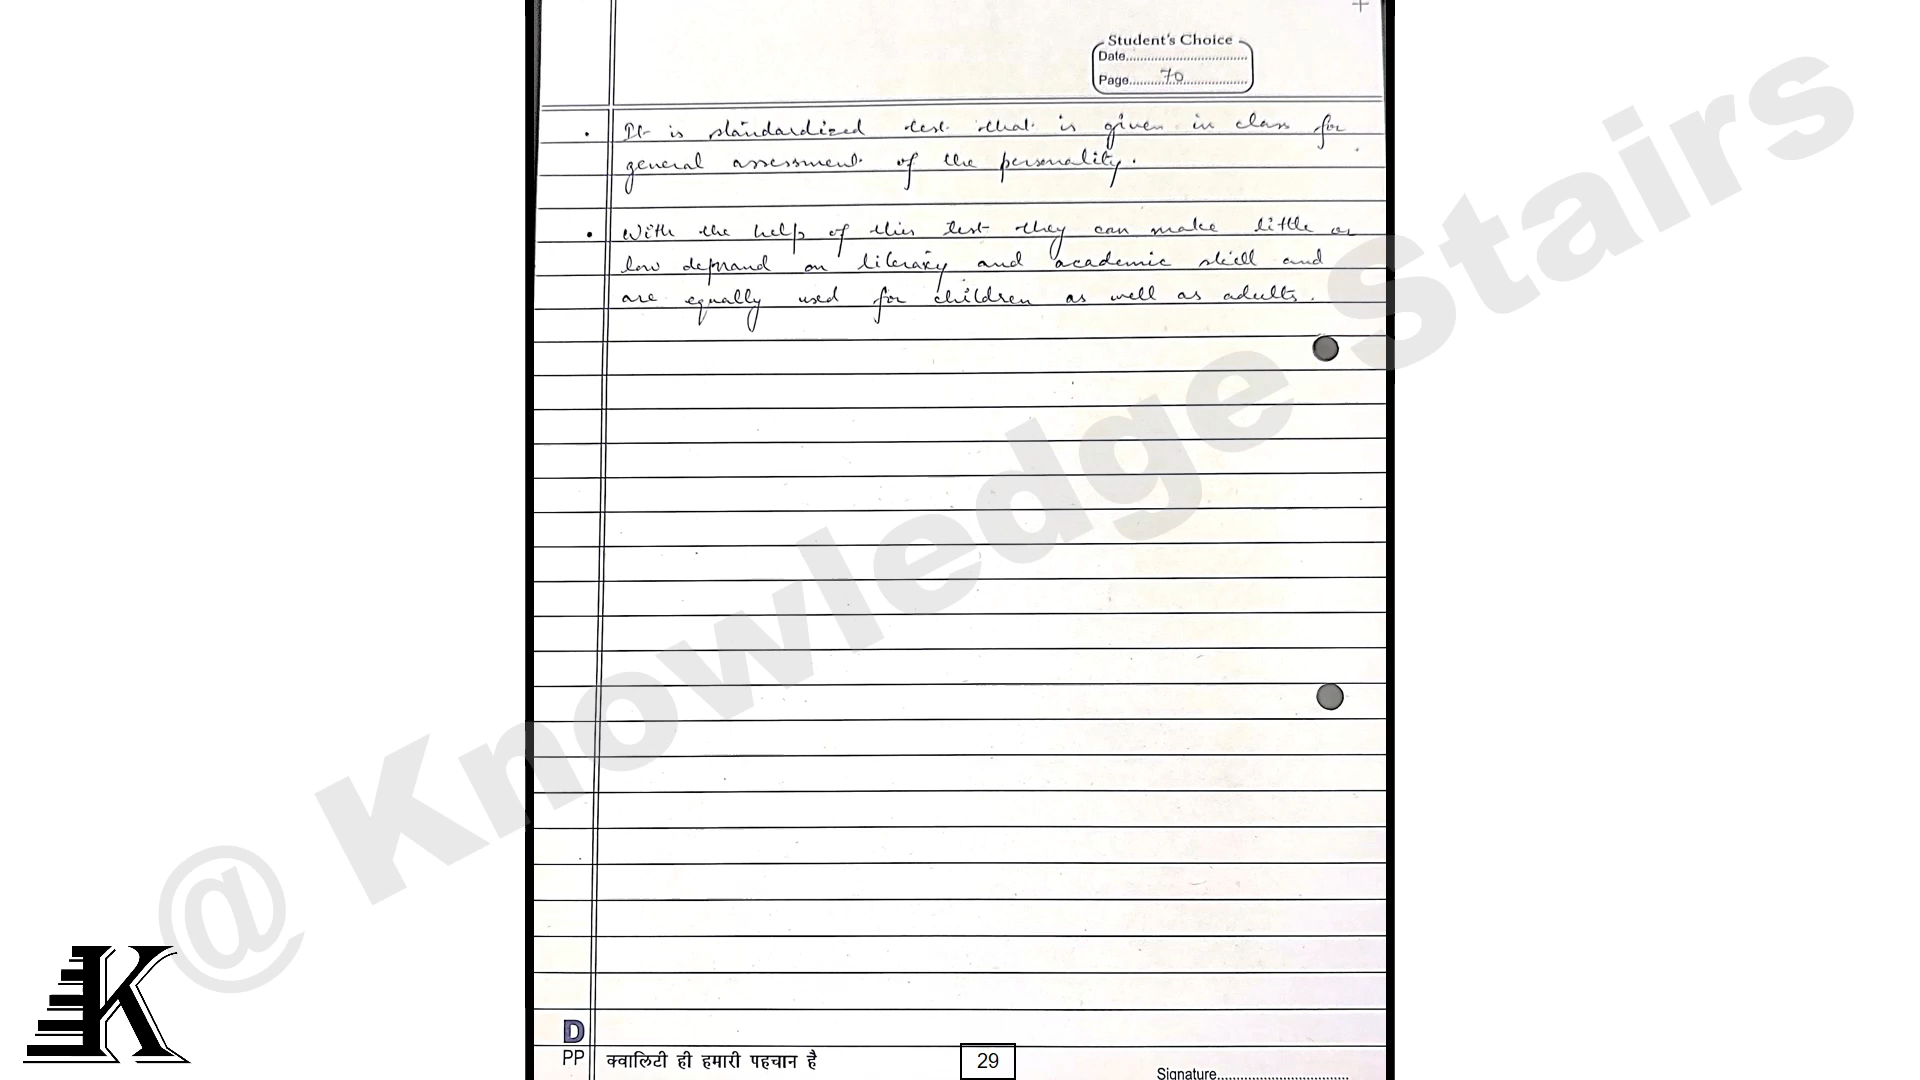 Student's Choice
Date
Page 70
• It is standardized test that is given in class for
general assessment of the personality.
• With the help of this test they can make little or
low demand on literary and academic skill and
are equally used for children as well as adults.
@ Knowledge Stairs
K
D
PP क्वालिटी ही हमारी पहचान है 29
Signature